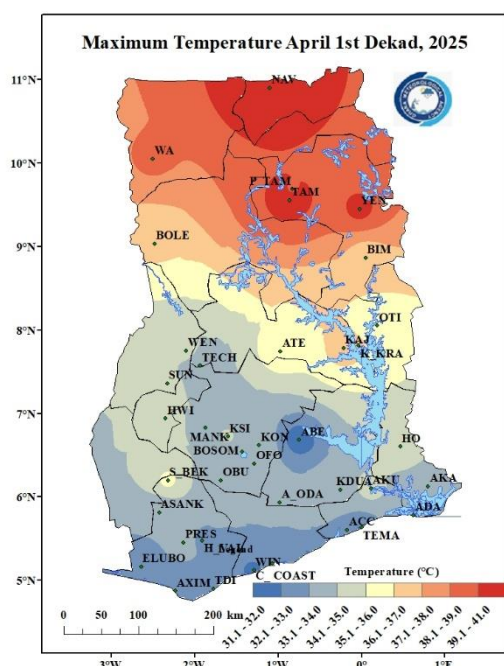 Maximum Temperature April 1st Dekad, 2025
11°N
NAV
10°N
WA
P_TAM
TAM
YEN
9°N
BOLE
BIM
8°N
OTI
WEN
ATE
KAJ
K_KRA
TECH
SUN
7°N
HWI
MANK
KSI
KON
ABE
HO
BOSOM
OFO
S_BEK
OBU
KDUA
AKU
AKA
6°N
A_ODA
ASANK
ADA
ACC
TEMA
PRES
5°N
ELUBO
WIN
C_COAST
Temperature (°C)
AXIM
TDI
0
100
200 km
31.1 - 32.0
32.1 - 33.0
33.1 - 34.0
34.1 - 35.0
35.1 - 36.0
36.1 - 37.0
37.1 - 38.0
38.1 - 39.0
39.1 - 41.0
3°W
2°W
1°W
0°
1°E